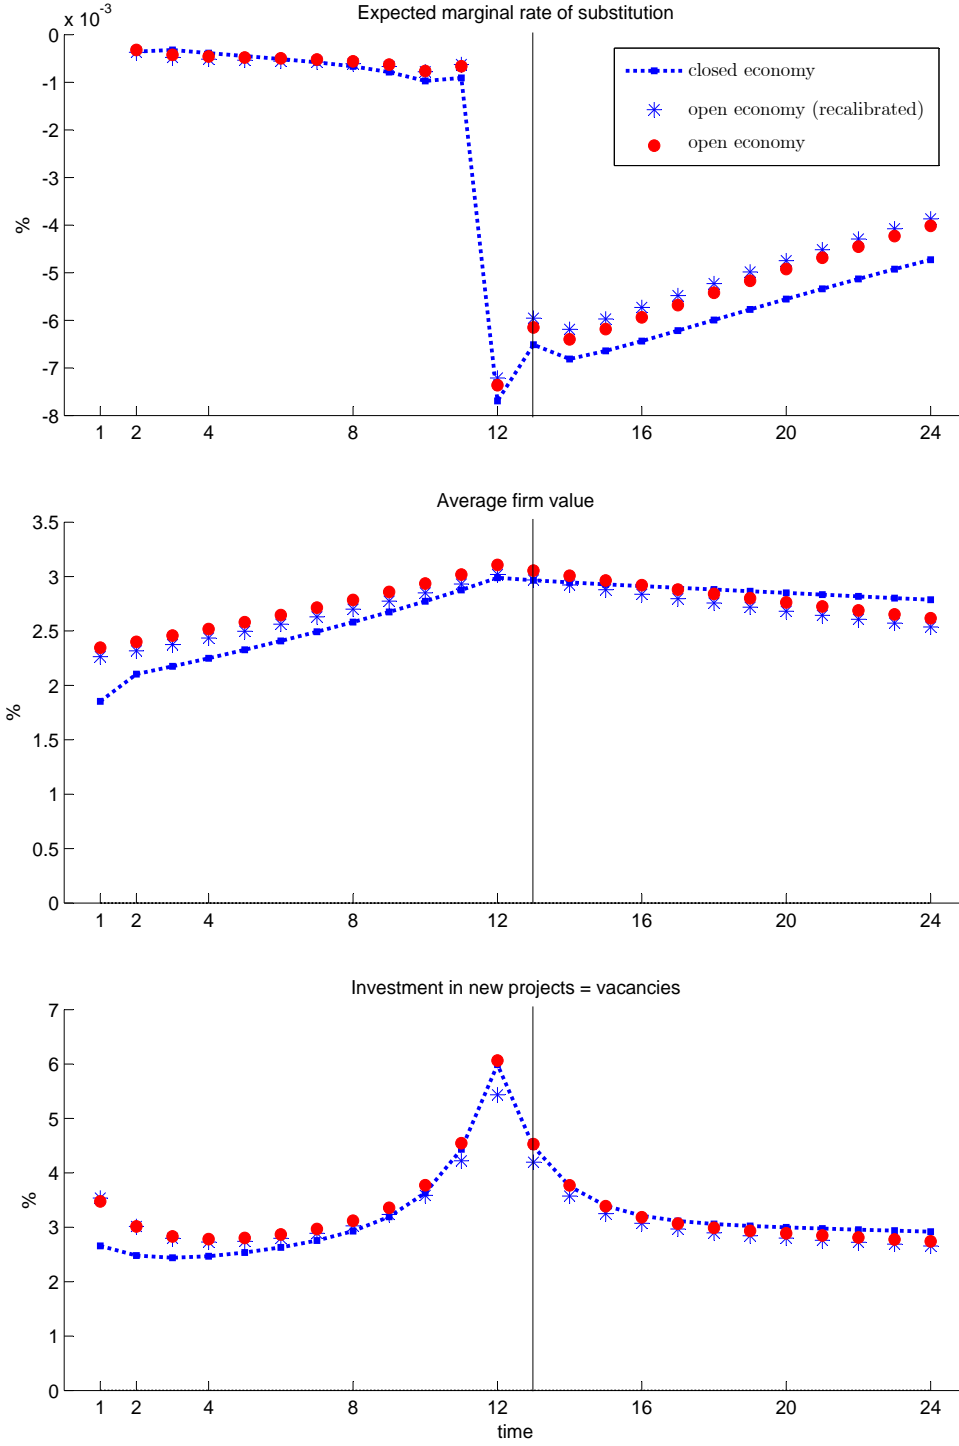 Expected marginal rate of substitution
x 10^-3
0
-1
-2
-3
-4
-5
-6
-7
-8
%
closed economy
open economy (recalibrated)
open economy
1 2 4 8 12 16 20 24
Average firm value
3.5
3
2.5
2
1.5
1
0.5
0
%
1 2 4 8 12 16 20 24
Investment in new projects = vacancies
7
6
5
4
3
2
1
0
%
1 2 4 8 12 16 20 24
time